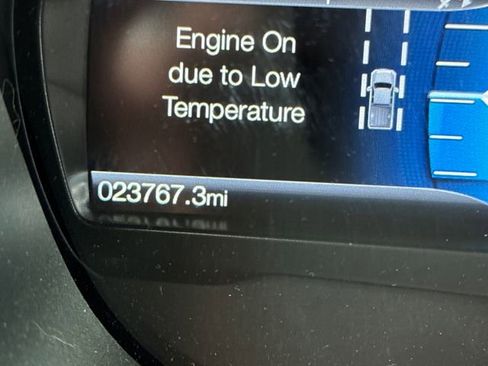 Engine On
due to Low
Temperature
023767.3mi